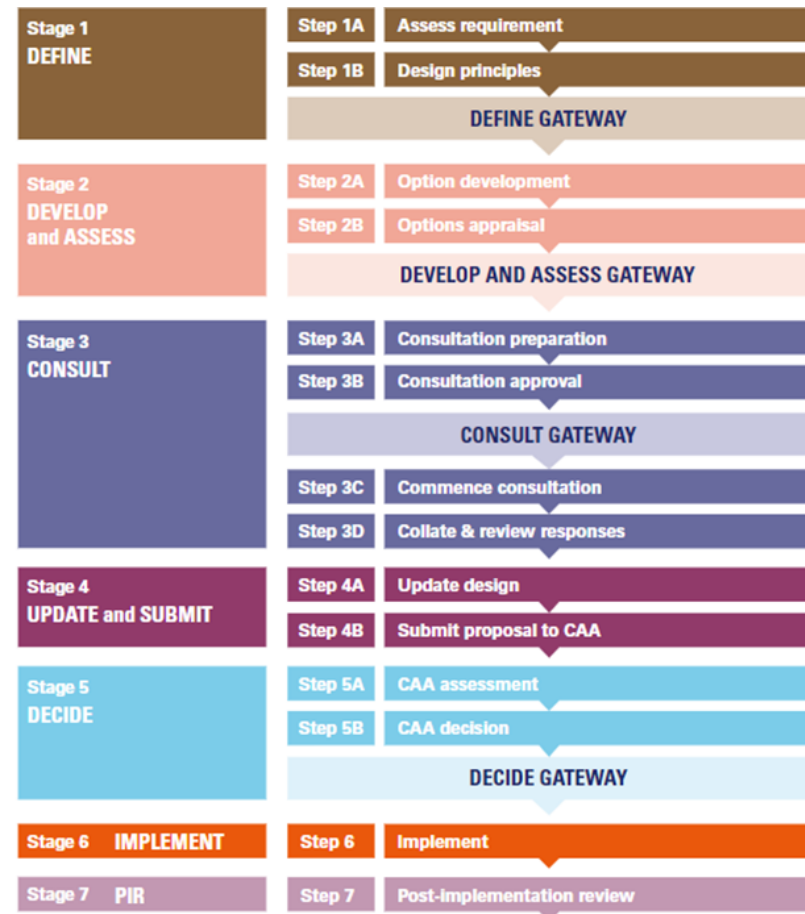 Stage 1
DEFINE
Step 1A Assess requirement
Step 1B Design principles
DEFINE GATEWAY
Stage 2
DEVELOP
and ASSESS
Step 2A Option development
Step 2B Options appraisal
DEVELOP AND ASSESS GATEWAY
Stage 3
CONSULT
Step 3A Consultation preparation
Step 3B Consultation approval
CONSULT GATEWAY
Step 3C Commence consultation
Step 3D Collate & review responses
Stage 4
UPDATE and SUBMIT
Step 4A Update design
Step 4B Submit proposal to CAA
Stage 5
DECIDE
Step 5A CAA assessment
Step 5B CAA decision
DECIDE GATEWAY
Stage 6 IMPLEMENT Step 6 Implement
Stage 7 PIR Step 7 Post-implementation review